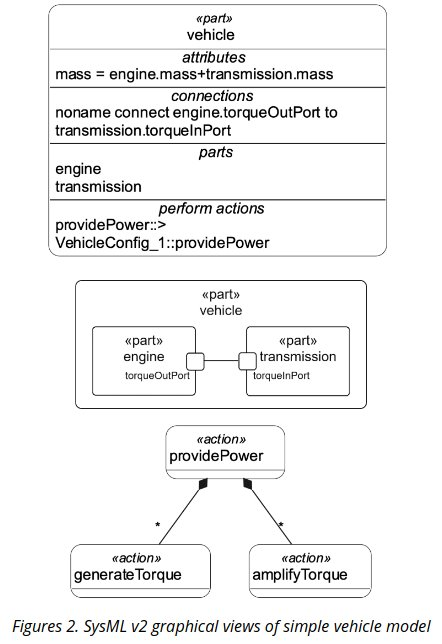 «part»
vehicle
attributes
mass = engine.mass+transmission.mass
connections
noname connect engine.torqueOutPort to
transmission.torqueInPort
parts
engine
transmission
perform actions
providePower::>
VehicleConfig_1::providePower
«part»
vehicle
«part»
engine
torqueOutPort
«part»
transmission
torqueInPort
«action»
providePower
*
*
«action»
generateTorque
«action»
amplifyTorque
Figures 2. SysML v2 graphical views of simple vehicle model